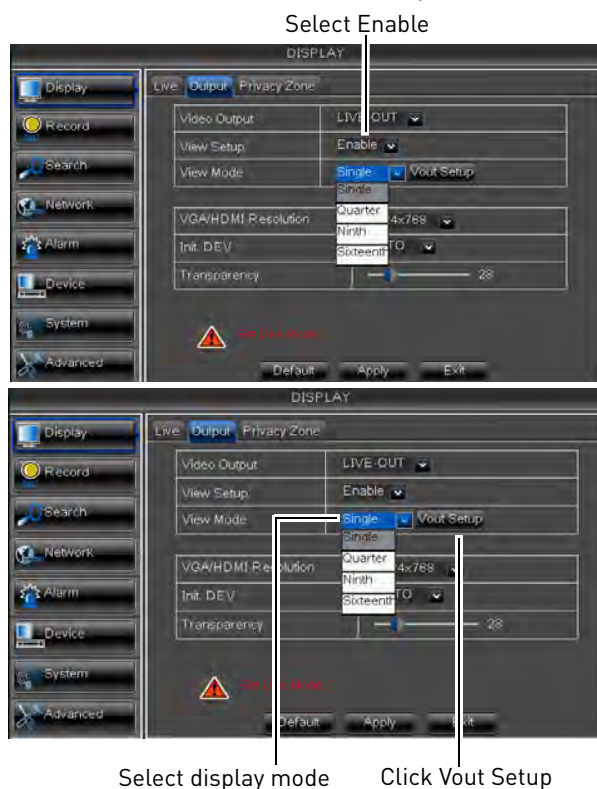 Select Enable
DISPLAY
Display
Live Output Privacy Zone
Video Output LIVE-OUT
Record
View Setup Enable
Search
View Mode Single Vout Setup
Single
Network
Quarter
VGA/HDMI Resolution 4x768
Ninth
Alarm
Init. DEV TO
Sixteenth
Device
Transparency 28
System
Advanced
Default Apply Exit
DISPLAY
Display
Live Output Privacy Zone
Video Output LIVE-OUT
Record
View Setup Enable
Search
View Mode Single Vout Setup
Single
Network
Quarter
VGA/HDMI Resolution 4x768
Ninth
Alarm
Init. DEV TO
Sixteenth
Device
Transparency 28
System
Advanced
Default Apply Exit
Select display mode Click Vout Setup